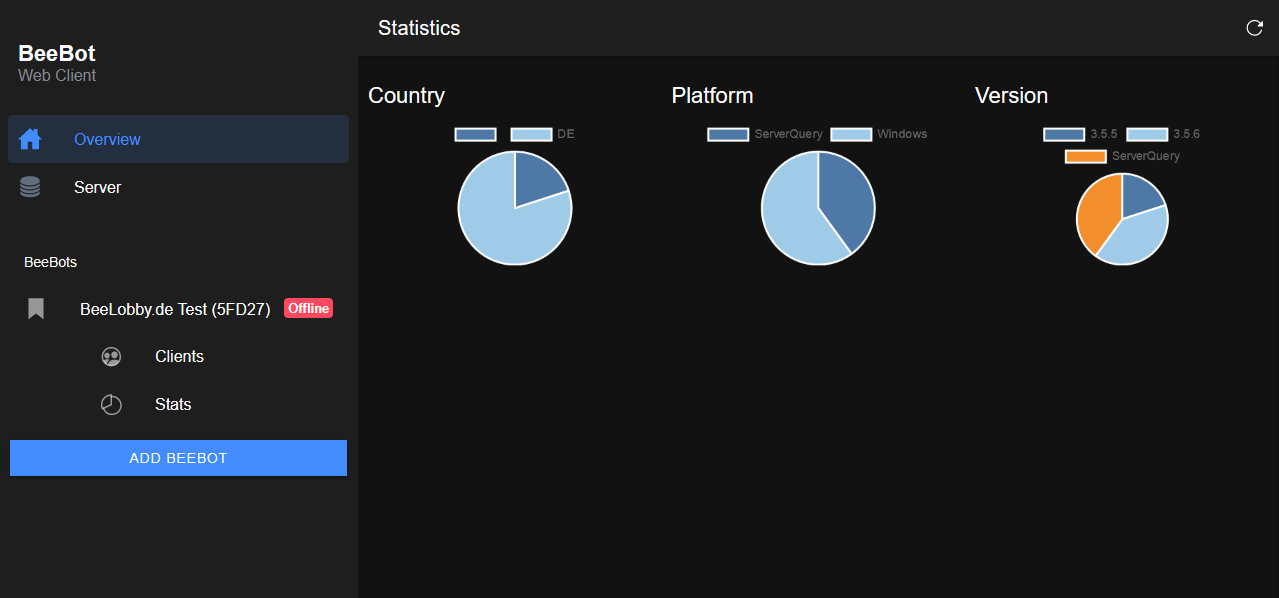 BeeBot
Web Client
Overview
Server
BeeBots
BeeLobby.de Test (5FD27) Offline
Clients
Stats
ADD BEEBOT
Statistics
Country
DE
Platform
ServerQuery Windows
Version
3.5.5 3.5.6
ServerQuery